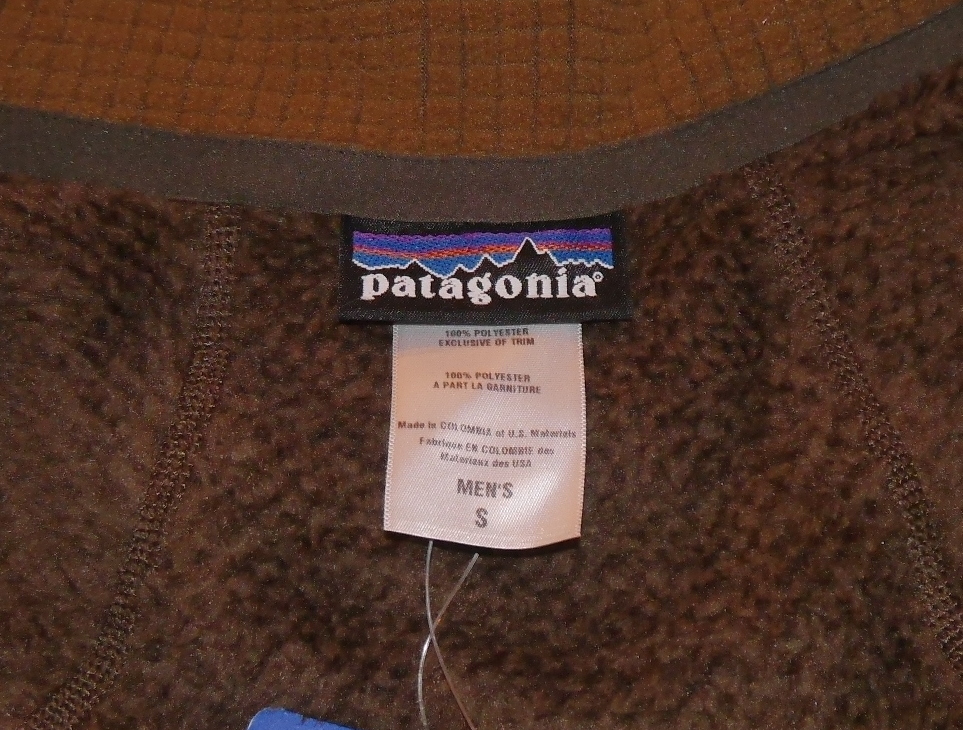 patagonia®
100% POLYESTER
EXCLUSIVE OF TRIM
100% POLYESTER
A PART LA GARNITURE
Made in COLOMBIA of U.S. Materials
Fabrique EN COLOMBIE des
Materiaux des USA
MEN'S
S